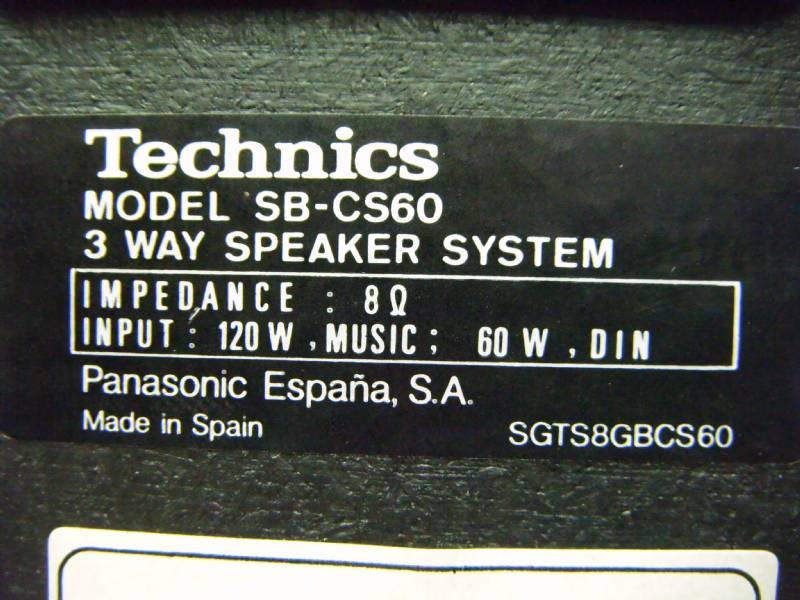 Technics
MODEL SB-CS60
3 WAY SPEAKER SYSTEM
IMPEDANCE : 8Ω
INPUT : 120W , MUSIC ; 60 W , DIN
Panasonic España, S.A.
Made in Spain SGTS8GBCS60